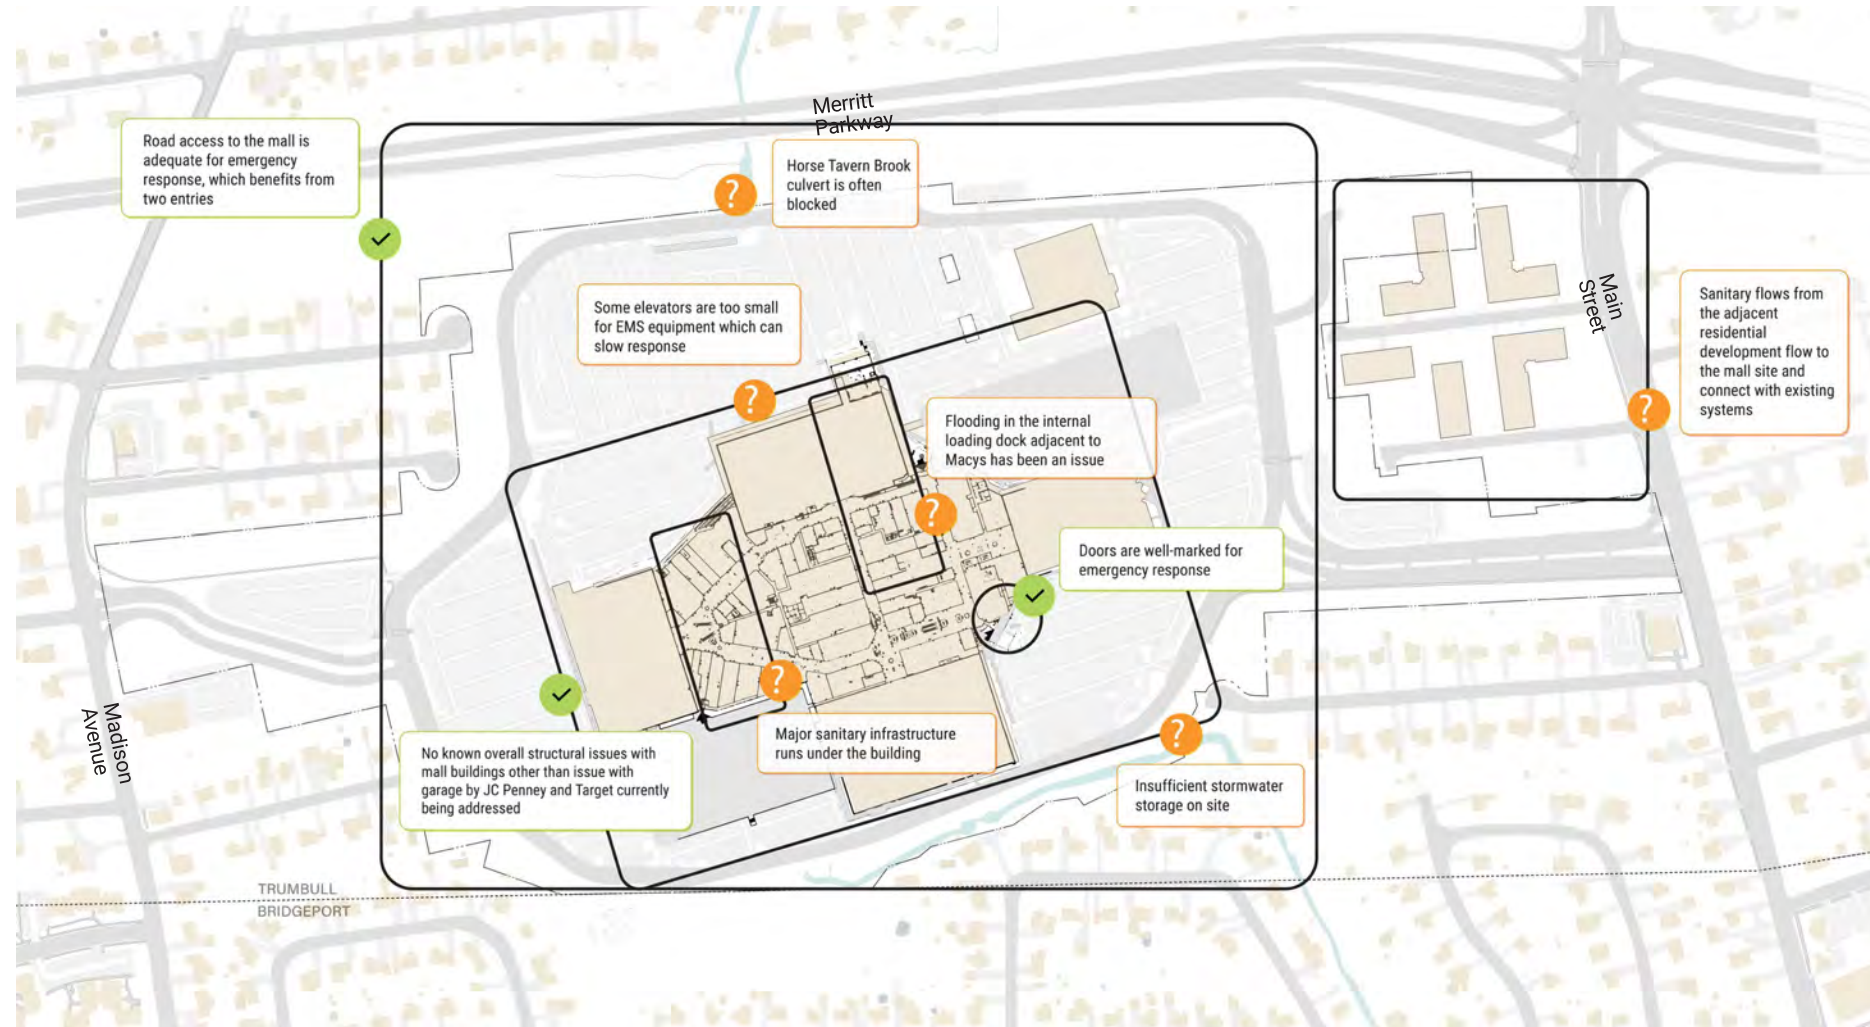 Merritt
Parkway
Road access to the mall is
adequate for emergency
response, which benefits from
two entries
Horse Tavern Brook
culvert is often
blocked
?
Some elevators are too small
for EMS equipment which can
slow response
?
Main
Street
Sanitary flows from
the adjacent
residential
development flow to
the mall site and
connect with existing
systems
?
Flooding in the internal
loading dock adjacent to
Macys has been an issue
?
Doors are well-marked for
emergency response
?
Major sanitary infrastructure
runs under the building
Madison
Avenue
No known overall structural issues with
mall buildings other than issue with
garage by JC Penney and Target currently
being addressed
?
Insufficient stormwater
storage on site
TRUMBULL
BRIDGEPORT